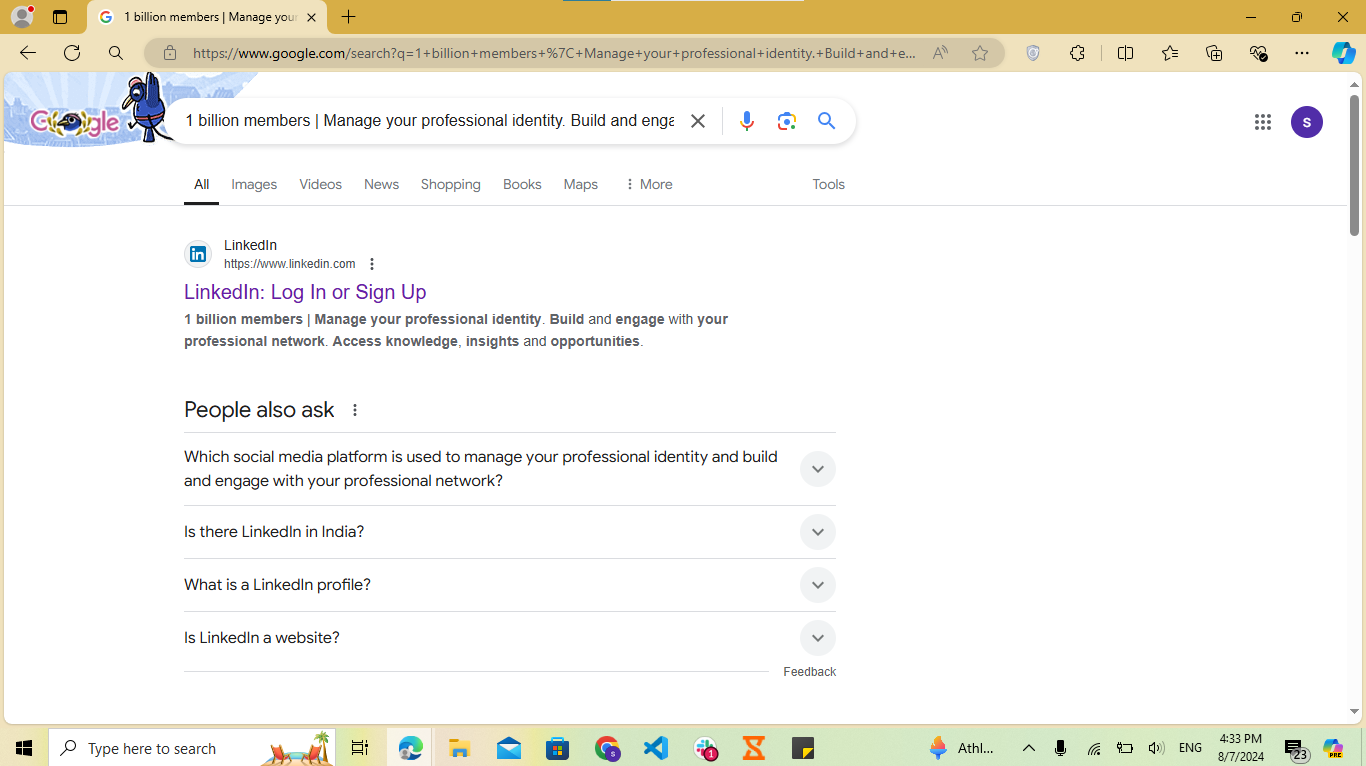 1 billion members | Manage your
https://www.google.com/search?q=1+billion+members+%7C+Manage+your+professional+identity.+Build+and+e...
Google
1 billion members | Manage your professional identity. Build and enga
S
All Images Videos News Shopping Books Maps More Tools
LinkedIn
https://www.linkedin.com
LinkedIn: Log In or Sign Up
1 billion members | Manage your professional identity. Build and engage with your
professional network. Access knowledge, insights and opportunities.
People also ask
Which social media platform is used to manage your professional identity and build
and engage with your professional network?
Is there LinkedIn in India?
What is a LinkedIn profile?
Is LinkedIn a website?
Feedback
Type here to search
1
Athl...
ENG
4:33 PM
8/7/2024
23
PRE